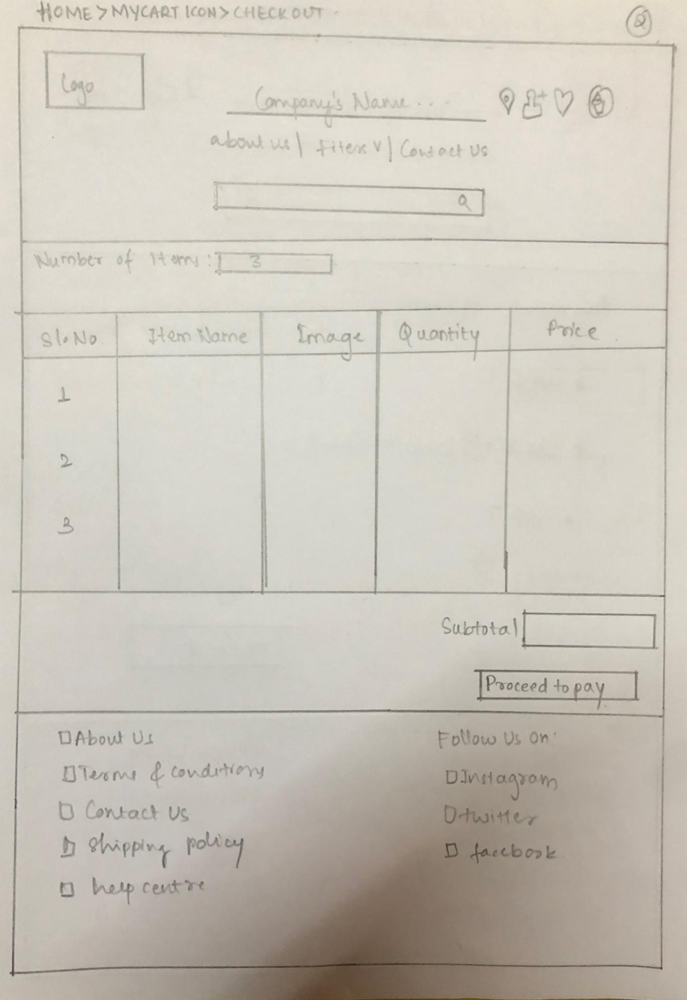 HOME > MYCART ICON > CHECKOUT
2
Logo
Company's Name ...
about us | Filers v | Contact Us
Number of Items : 3
Sl. No Item Name Image Quantity Price
1
2
3
Subtotal
Proceed to pay
About Us
Terms & conditions
Contact Us
Shipping policy
help centre
Follow Us On
Instagram
twitter
facebook